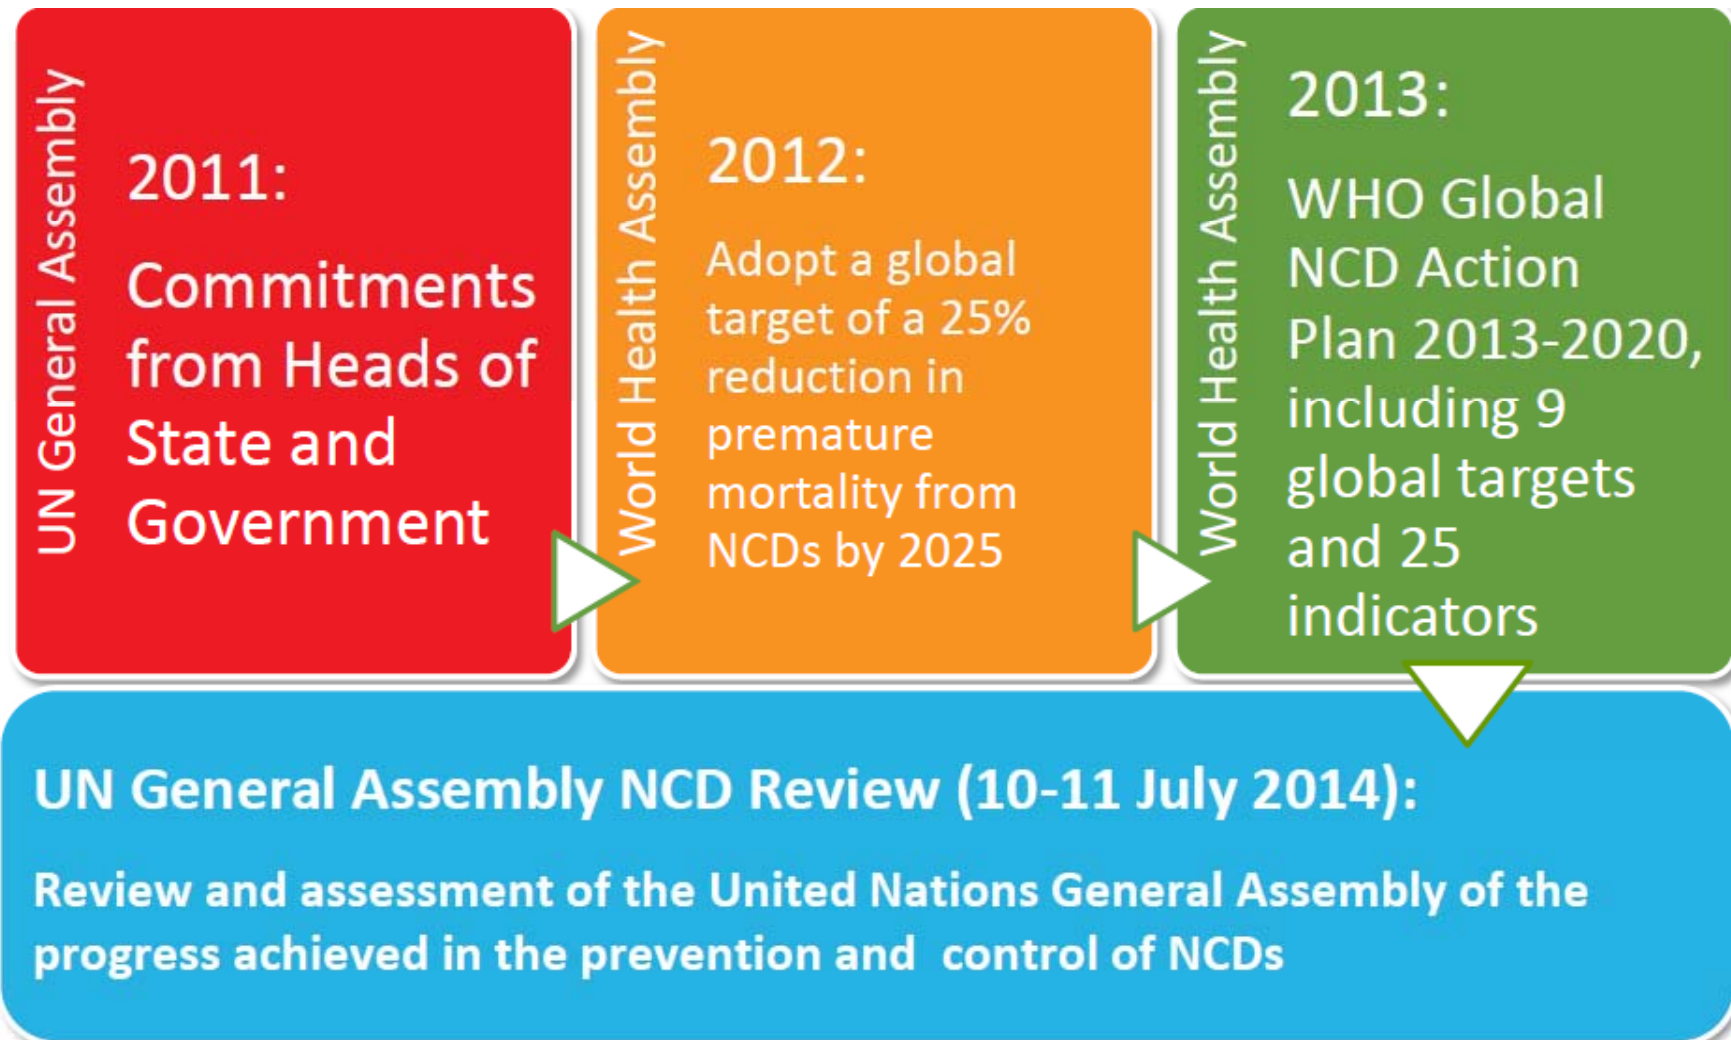 UN General Assembly
2011:
Commitments
from Heads of
State and
Government
World Health Assembly
2012:
Adopt a global
target of a 25%
reduction in
premature
mortality from
NCDs by 2025
World Health Assembly
2013:
WHO Global
NCD Action
Plan 2013-2020,
including 9
global targets
and 25
indicators
UN General Assembly NCD Review (10-11 July 2014):
Review and assessment of the United Nations General Assembly of the
progress achieved in the prevention and  control of NCDs